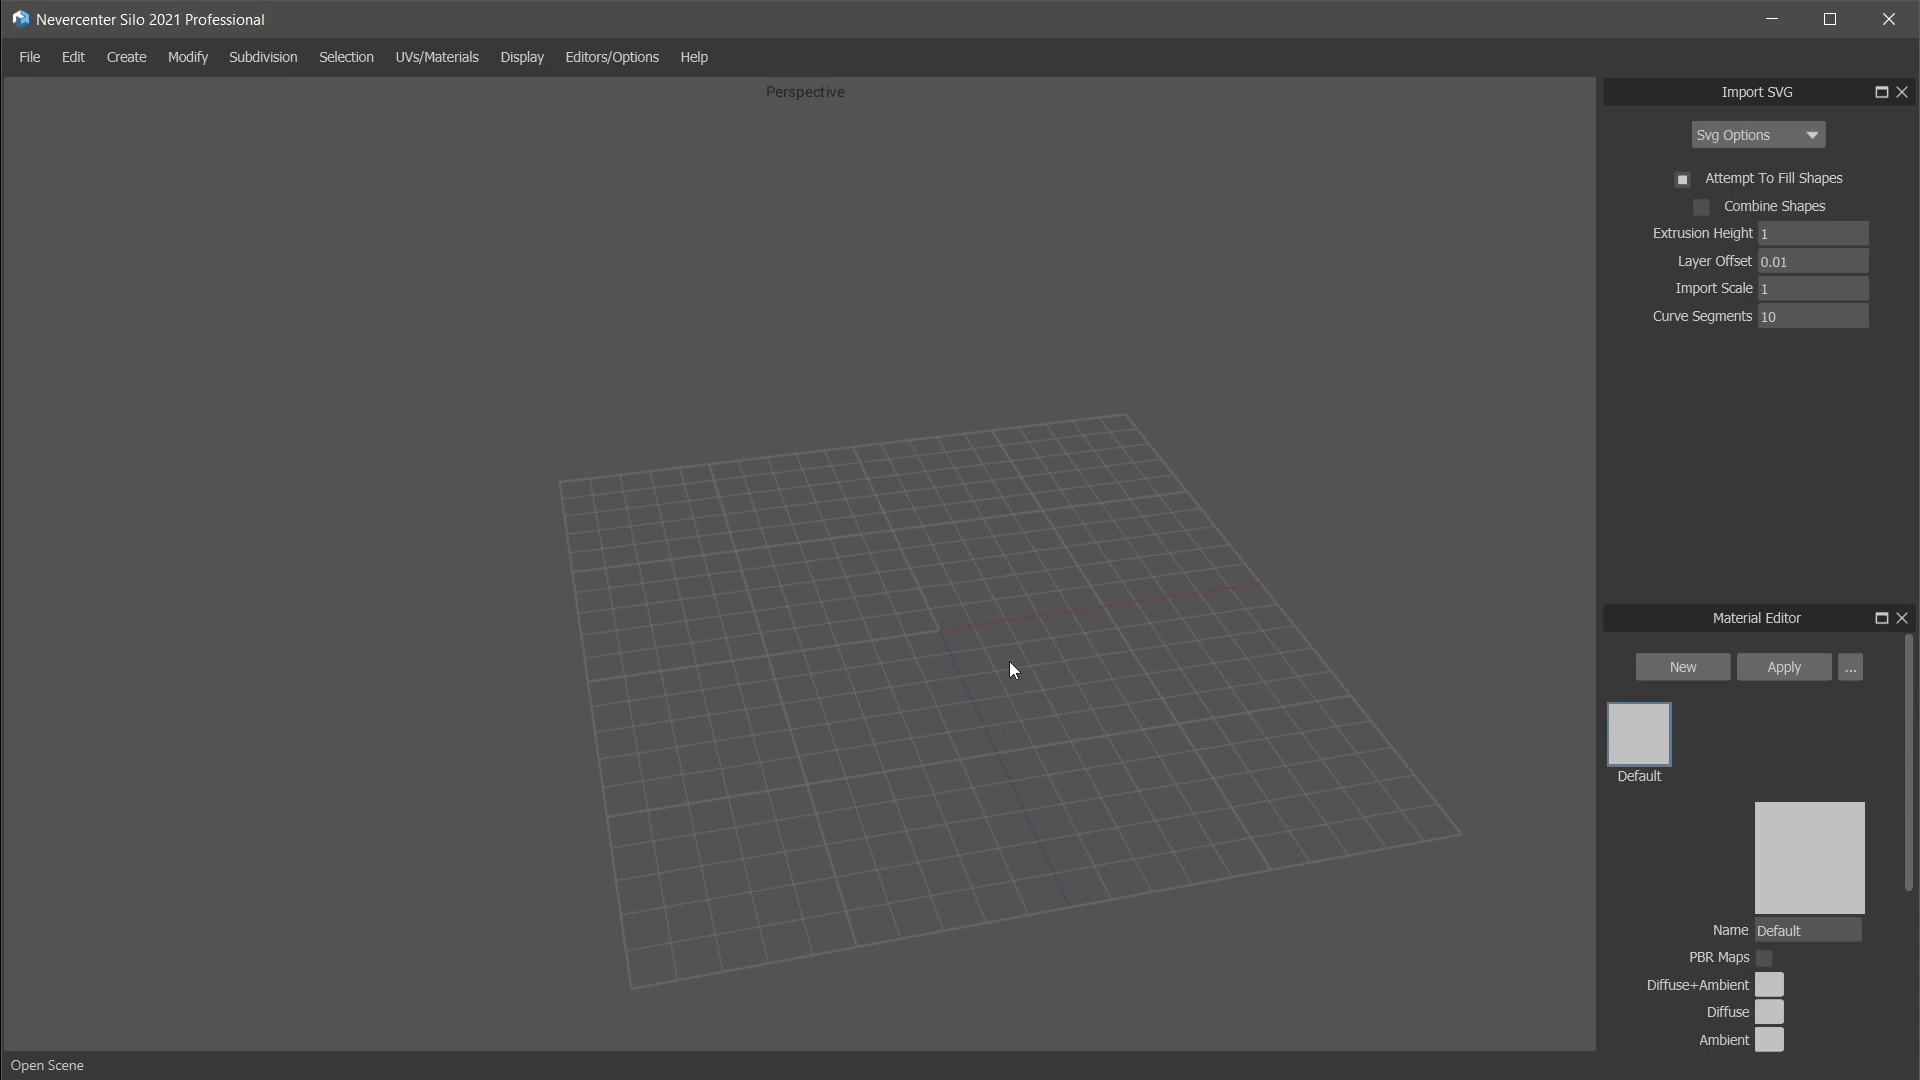 Nevercenter Silo 2021 Professional
File Edit Create Modify Subdivision Selection UVs/Materials Display Editors/Options Help
Perspective
Import SVG
Svg Options
Attempt To Fill Shapes
Combine Shapes
Extrusion Height 1
Layer Offset 0.01
Import Scale 1
Curve Segments 10
Material Editor
New Apply ...
Default
Name Default
PBR Maps
Diffuse+Ambient
Diffuse
Ambient
Open Scene